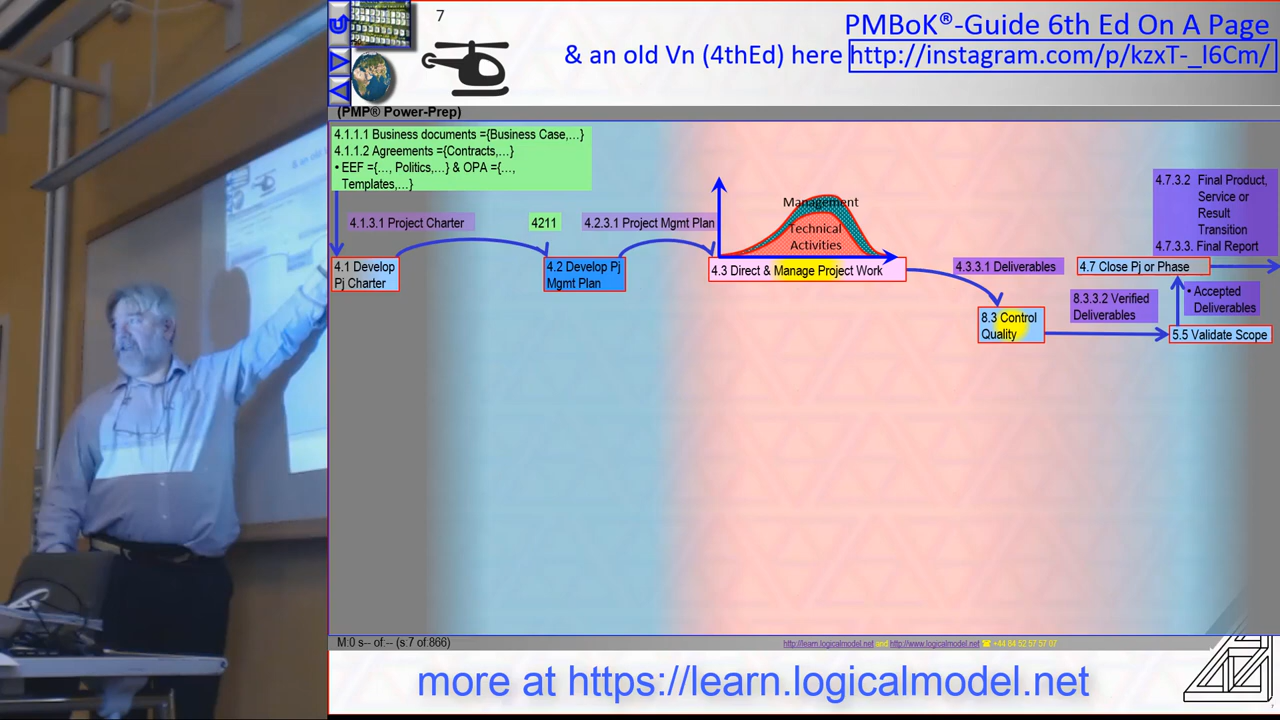 7
PMBoK®-Guide 6th Ed On A Page
& an old Vn (4thEd) here http://instagram.com/p/kzxT-_I6Cm/
(PMP® Power-Prep)
4.1.1.1 Business documents ={Business Case,...}
4.1.1.2 Agreements ={Contracts,...}
• EEF ={..., Politics,...} & OPA ={...,
Templates,...}
4.1.3.1 Project Charter
4211
4.2.3.1 Project Mgmt Plan
Management
Technical
Activities
4.1 Develop
Pj Charter
4.2 Develop Pj
Mgmt Plan
4.3 Direct & Manage Project Work
4.3.3.1 Deliverables
8.3 Control
Quality
8.3.3.2 Verified
Deliverables
5.5 Validate Scope
• Accepted
Deliverables
4.7 Close Pj or Phase
4.7.3.2 Final Product,
Service or
Result
Transition
4.7.3.3. Final Report
M:0 s-- of:-- (s:7 of:866)
http://learn.logicalmodel.net and http://www.logicalmodel.net ☎ +44 84 52 57 57 07
more at https://learn.logicalmodel.net